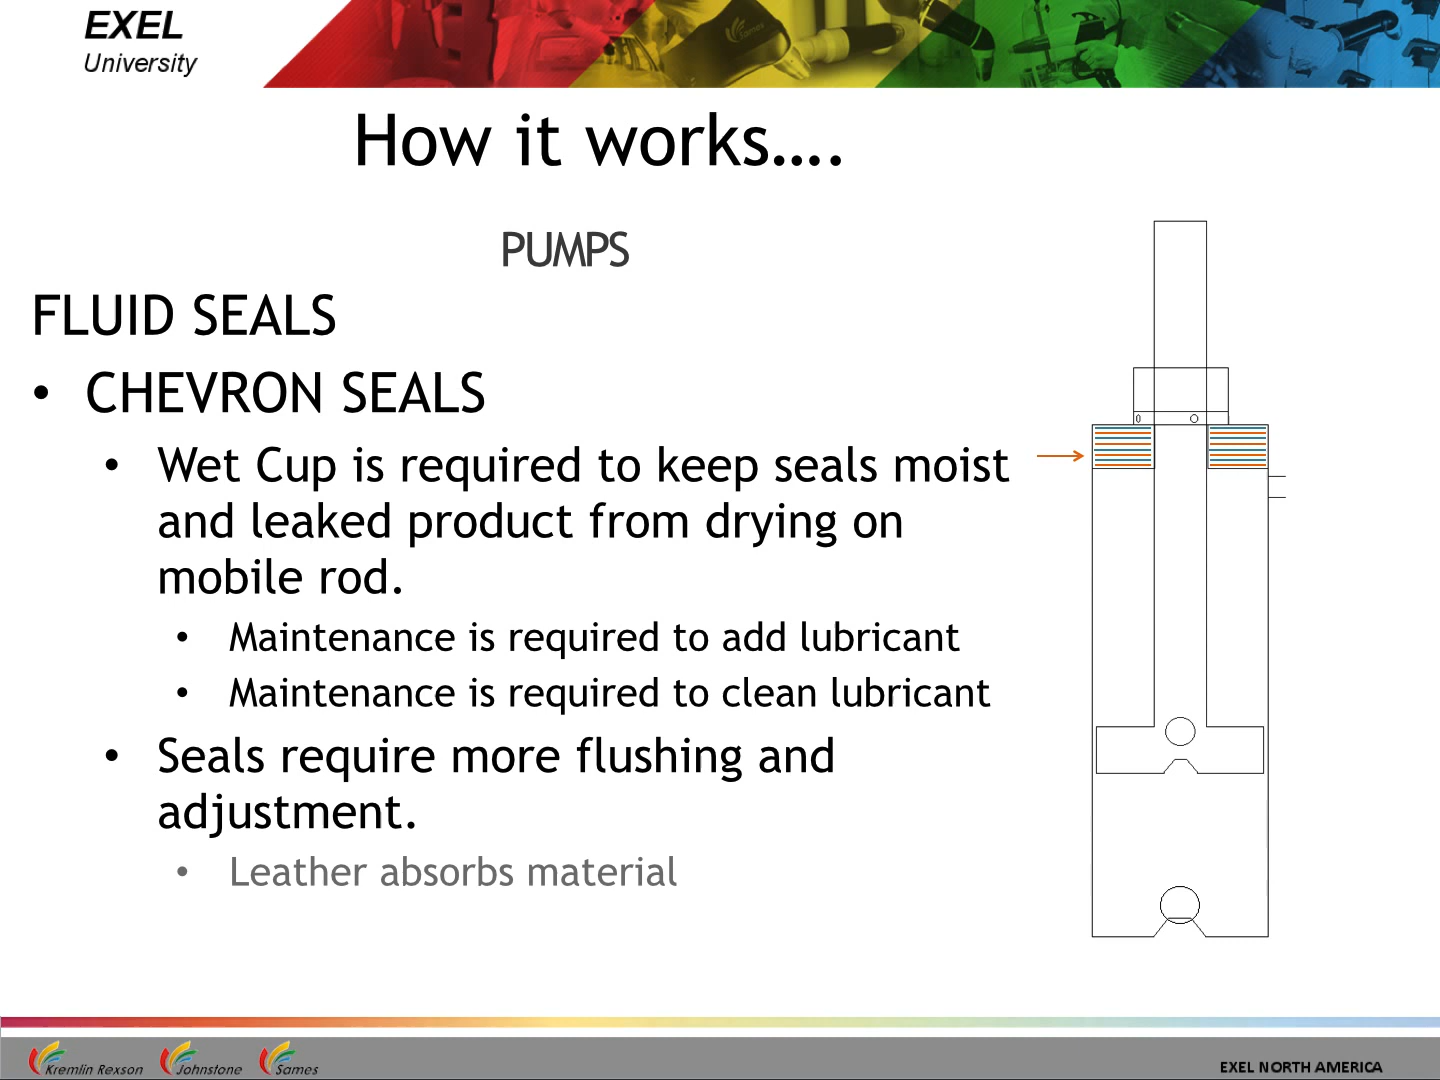 EXEL
University
Sames
How it works....
PUMPS
FLUID SEALS
• CHEVRON SEALS
• Wet Cup is required to keep seals moist
and leaked product from drying on
mobile rod.
• Maintenance is required to add lubricant
• Maintenance is required to clean lubricant
• Seals require more flushing and
adjustment.
• Leather absorbs material
Kremlin Rexson
Johnstone
Sames
EXEL NORTH AMERICA